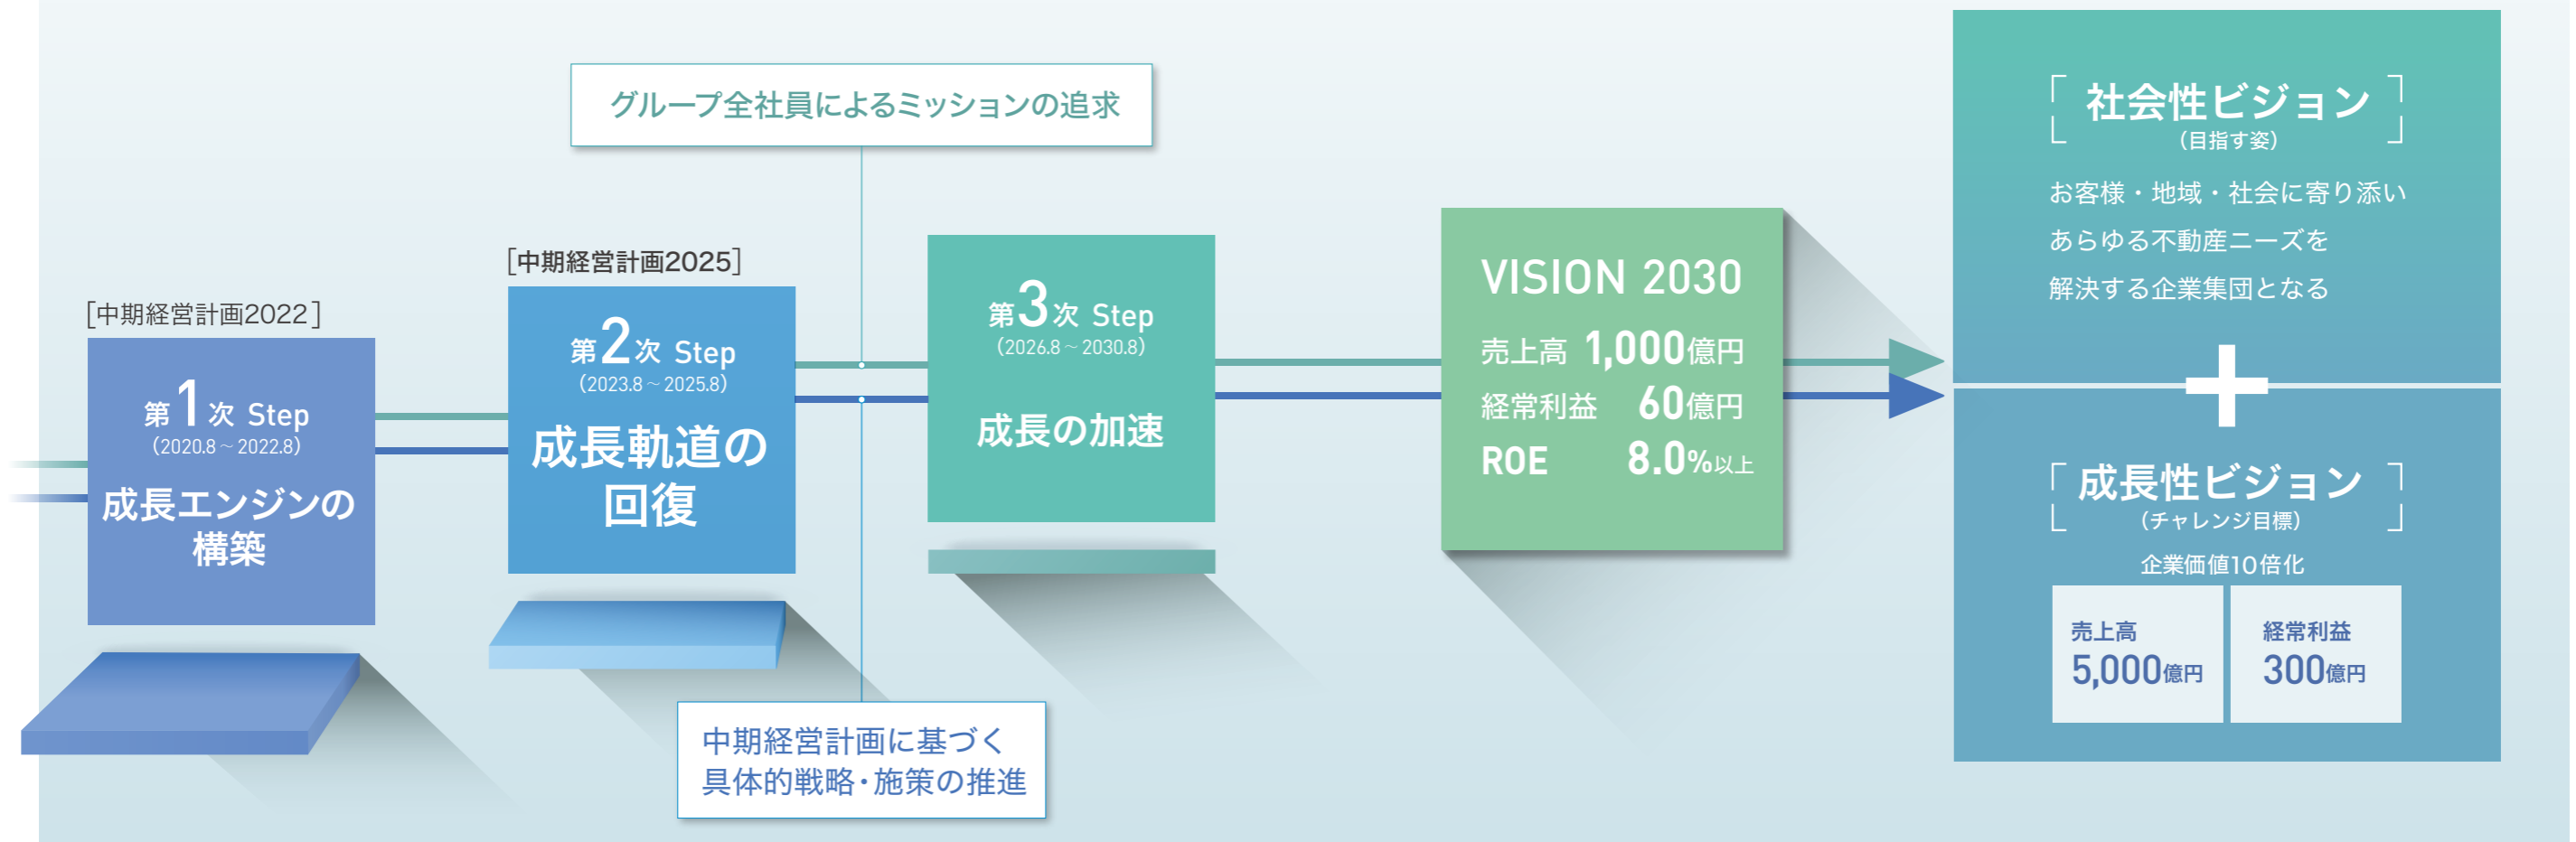 [中期経営計画2022]
第1次 Step
(2020.8～2022.8)
成長エンジンの
構築
[中期経営計画2025]
第2次 Step
(2023.8～2025.8)
成長軌道の
回復
グループ全社員によるミッションの追求
中期経営計画に基づく
具体的戦略・施策の推進
第3次 Step
(2026.8～2030.8)
成長の加速
VISION 2030
売上高 1,000億円
経常利益 60億円
ROE 8.0%以上
社会性ビジョン
(目指す姿)
お客様・地域・社会に寄り添い
あらゆる不動産ニーズを
解決する企業集団となる
+
成長性ビジョン
(チャレンジ目標)
企業価値10倍化
売上高
5,000億円
経常利益
300億円